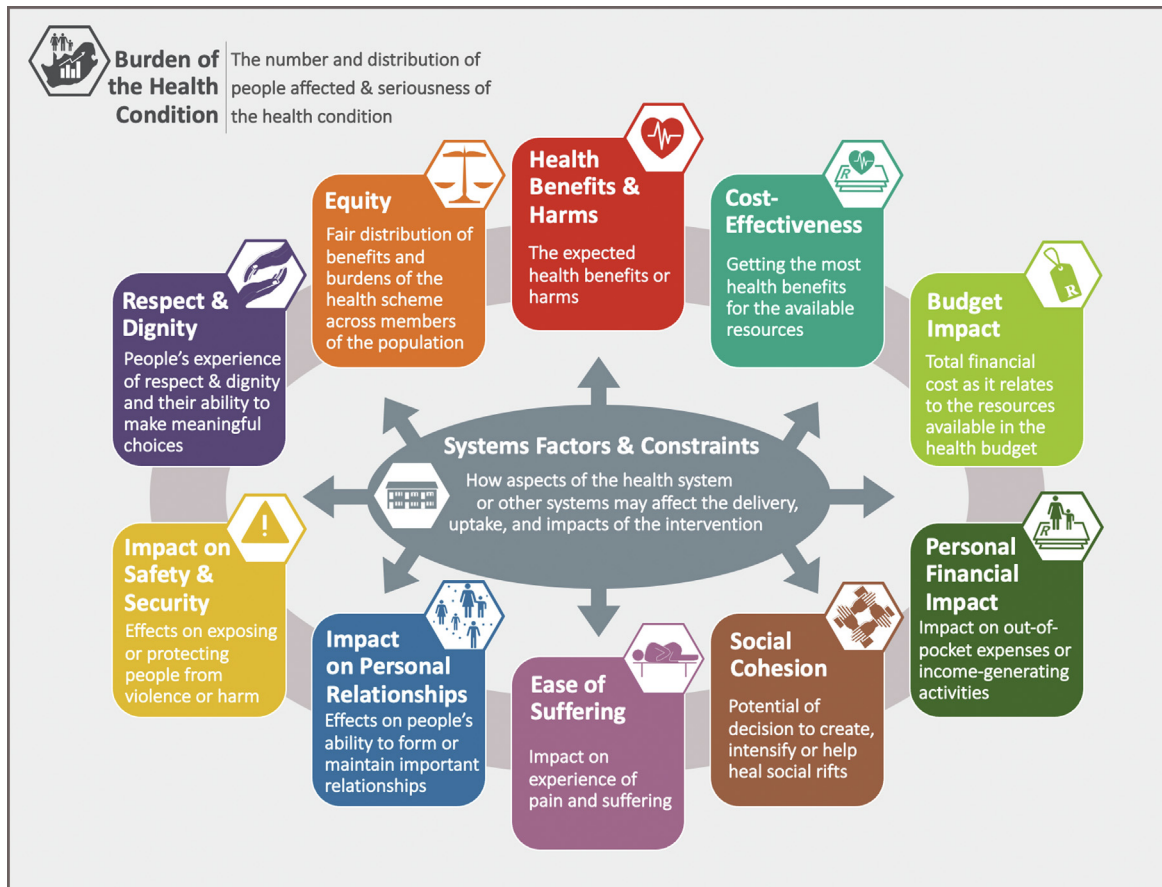 Burden of
the Health
Condition
The number and distribution of
people affected & seriousness of
the health condition
Health
Benefits &
Harms
The expected
health benefits or
harms
Cost-
Effectiveness
Getting the most
health benefits
for the available
resources
R
Budget
Impact
Total financial
cost as it relates
to the resources
available in the
health budget
R
Personal
Financial
Impact
Impact on out-of-
pocket expenses or
income-generating
activities
R
Social
Cohesion
Potential of
decision to create,
intensify or help
heal social rifts
Ease of
Suffering
Impact on
experience of
pain and suffering
Impact
on Personal
Relationships
Effects on people’s
ability to form or
maintain important
relationships
Impact on
Safety &
Security
Effects on exposing
or protecting
people from
violence or harm
Respect &
Dignity
People’s experience
of respect & dignity
and their ability to
make meaningful
choices
Equity
Fair distribution of
benefits and
burdens of the
health scheme
across members
of the population
Systems Factors & Constraints
How aspects of the health system
or other systems may affect the delivery,
uptake, and impacts of the intervention